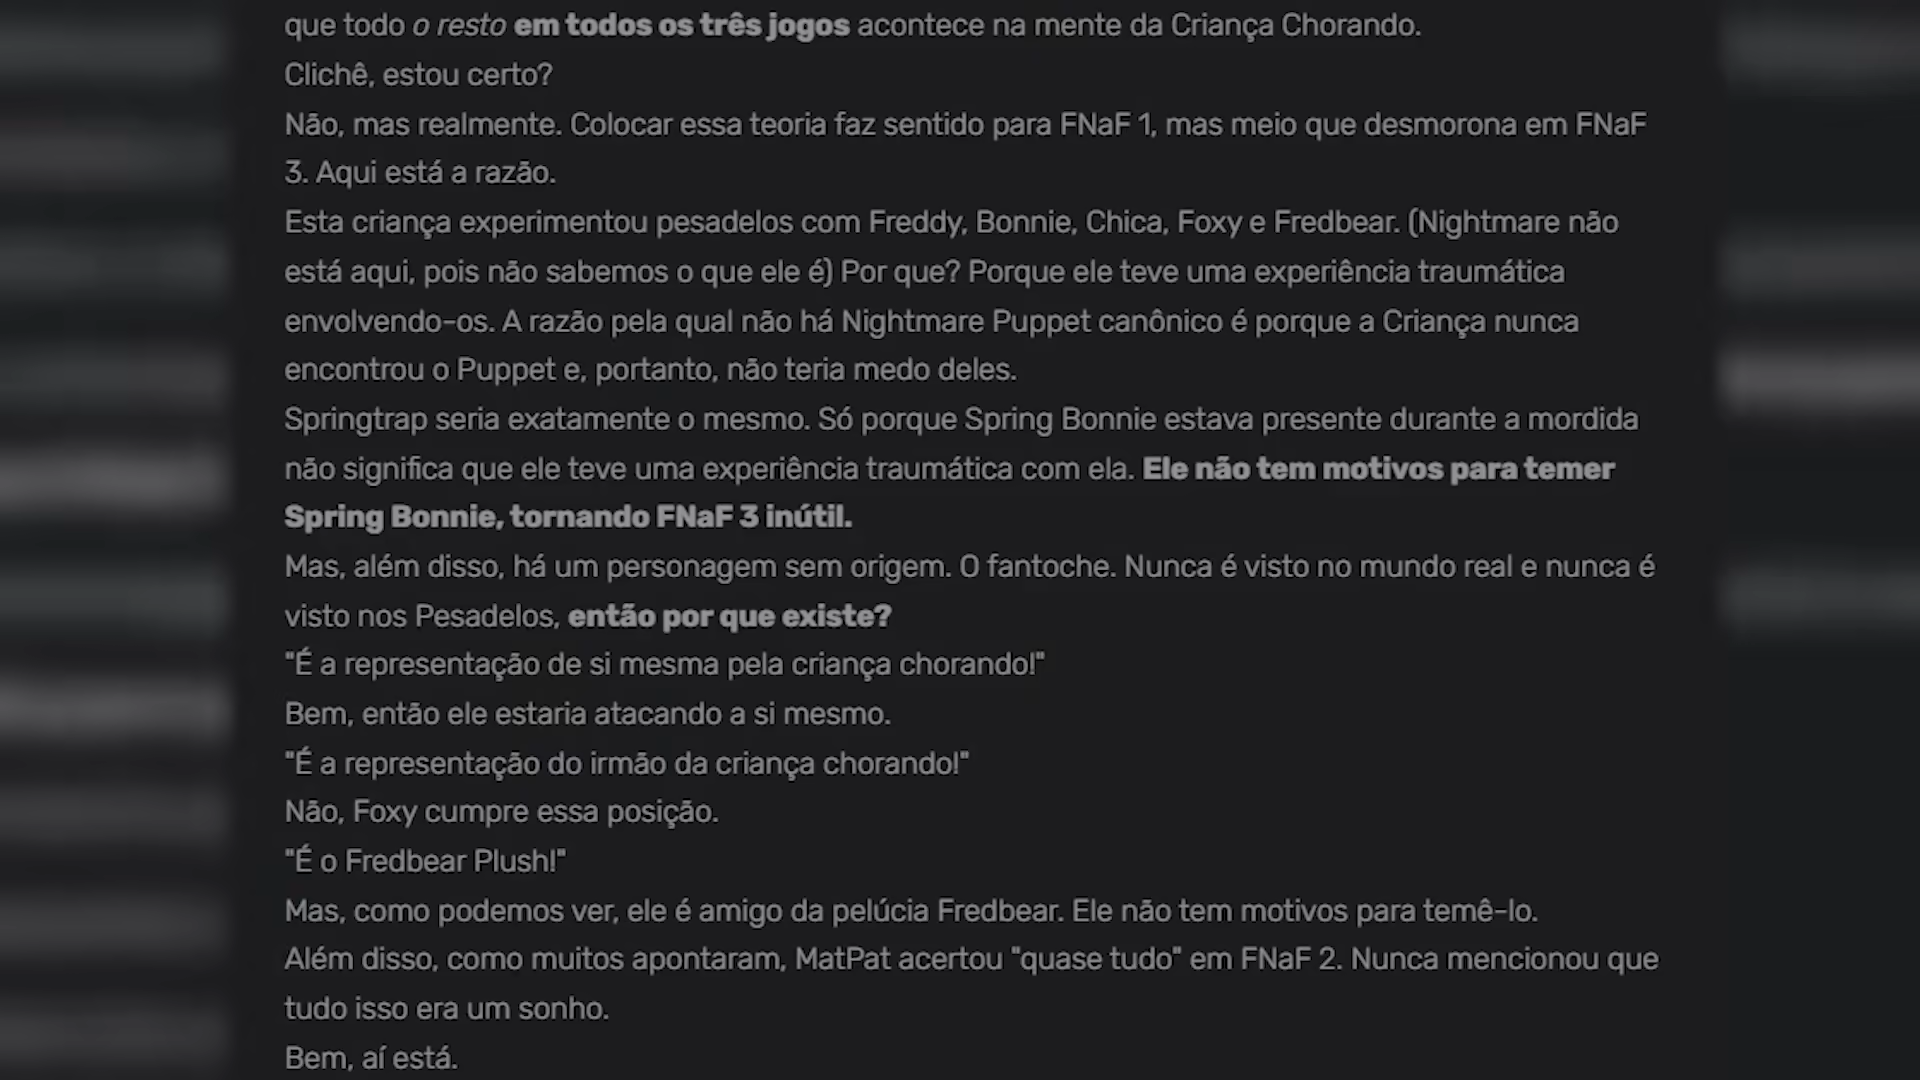 que todo o resto em todos os três jogos acontece na mente da Criança Chorando.
Clichê, estou certo?
Não, mas realmente. Colocar essa teoria faz sentido para FNaF 1, mas meio que desmorona em FNaF
3. Aqui está a razão.
Esta criança experimentou pesadelos com Freddy, Bonnie, Chica, Foxy e Fredbear. (Nightmare não
está aqui, pois não sabemos o que ele é) Por que? Porque ele teve uma experiência traumática
envolvendo-os. A razão pela qual não há Nightmare Puppet canônico é porque a Criança nunca
encontrou o Puppet e, portanto, não teria medo deles.
Springtrap seria exatamente o mesmo. Só porque Spring Bonnie estava presente durante a mordida
não significa que ele teve uma experiência traumática com ela. Ele não tem motivos para temer
Spring Bonnie, tornando FNaF 3 inútil.
Mas, além disso, há um personagem sem origem. O fantoche. Nunca é visto no mundo real e nunca é
visto nos Pesadelos, então por que existe?
"É a representação de si mesma pela criança chorando!"
Bem, então ele estaria atacando a si mesmo.
"É a representação do irmão da criança chorando!"
Não, Foxy cumpre essa posição.
"É o Fredbear Plush!"
Mas, como podemos ver, ele é amigo da pelúcia Fredbear. Ele não tem motivos para temê-lo.
Além disso, como muitos apontaram, MatPat acertou "quase tudo" em FNaF 2. Nunca mencionou que
tudo isso era um sonho.
Bem, aí está.